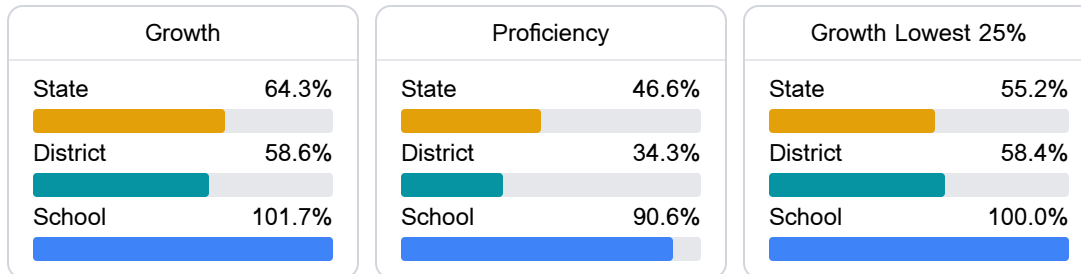 Growth
State 64.3%
District 58.6%
School 101.7%
Proficiency
State 46.6%
District 34.3%
School 90.6%
Growth Lowest 25%
State 55.2%
District 58.4%
School 100.0%